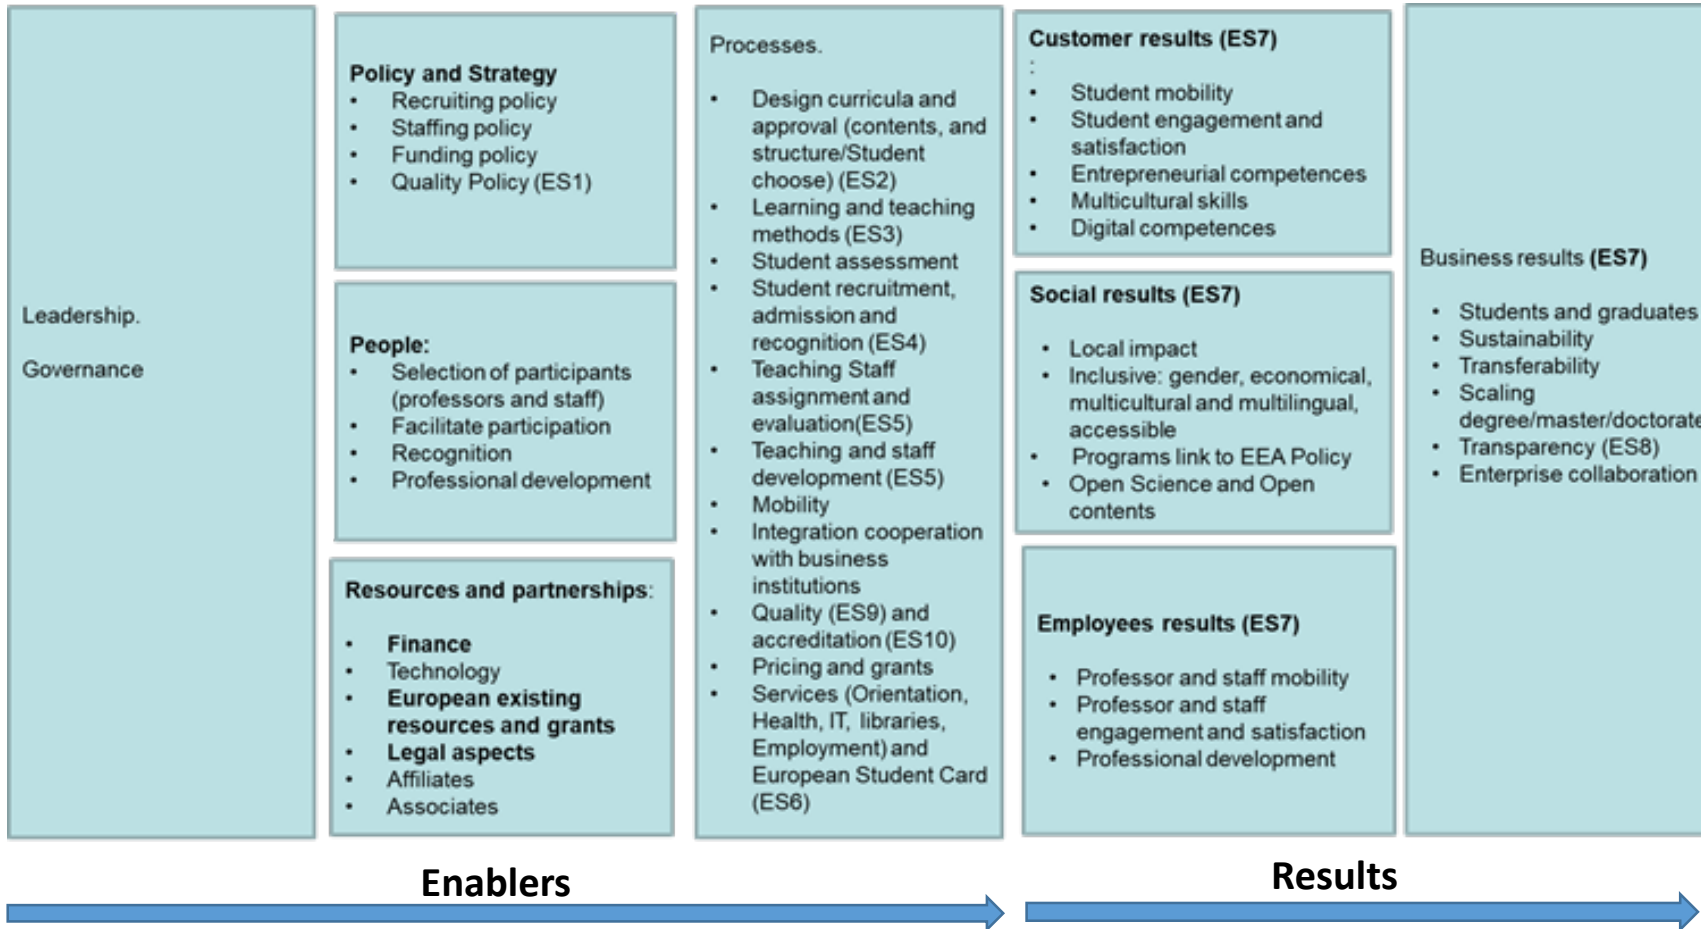 Leadership.
Governance
Policy and Strategy
• Recruiting policy
• Staffing policy
• Funding policy
• Quality Policy (ES1)
People:
• Selection of participants
(professors and staff)
• Facilitate participation
• Recognition
• Professional development
Resources and partnerships:
• Finance
• Technology
• European existing
resources and grants
• Legal aspects
• Affiliates
• Associates
Processes.
• Design curricula and
approval (contents, and
structure/Student
choose) (ES2)
• Learning and teaching
methods (ES3)
• Student assessment
• Student recruitment,
admission and
recognition (ES4)
• Teaching Staff
assignment and
evaluation(ES5)
• Teaching and staff
development (ES5)
• Mobility
• Integration cooperation
with business
institutions
• Quality (ES9) and
accreditation (ES10)
• Pricing and grants
• Services (Orientation,
Health, IT, libraries,
Employment) and
European Student Card
(ES6)
Customer results (ES7)
:
• Student mobility
• Student engagement and
satisfaction
• Entrepreneurial competences
• Multicultural skills
• Digital competences
Social results (ES7)
• Local impact
• Inclusive: gender, economical,
multicultural and multilingual,
accessible
• Programs link to EEA Policy
• Open Science and Open
contents
Employees results (ES7)
• Professor and staff mobility
• Professor and staff
engagement and satisfaction
• Professional development
Business results (ES7)
• Students and graduates
• Sustainability
• Transferability
• Scaling
degree/master/doctorate
• Transparency (ES8)
• Enterprise collaboration
Enablers
Results